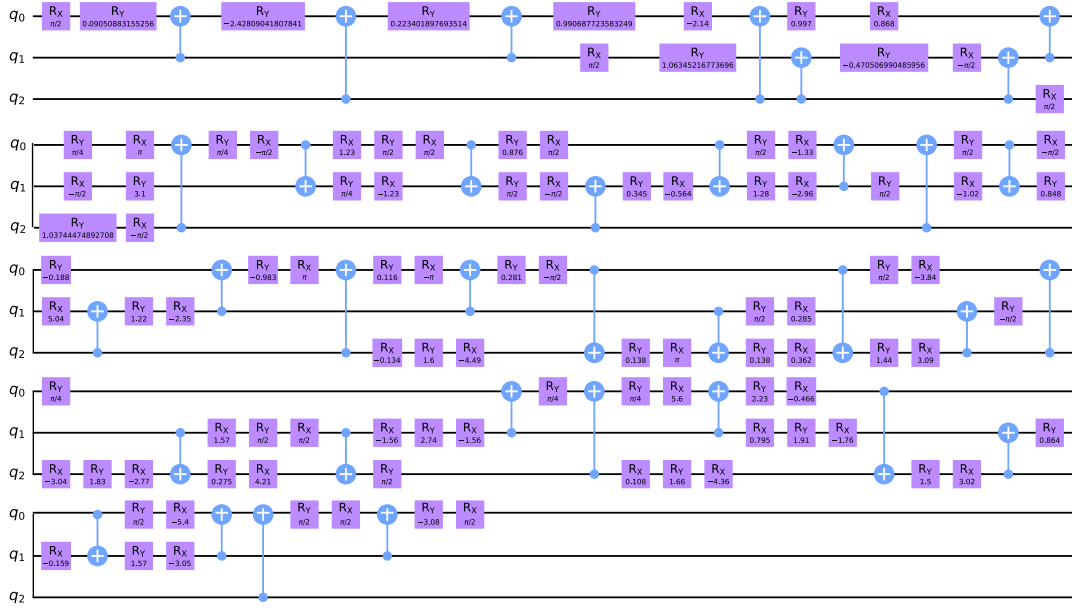 q0 RX π/2 RY 0.09050883155256 RY −2.42809041807841 RY 0.223401897693514 RY 0.990687723583249 RX −2.14 RY 0.997 RX 0.868
q1 RX π/2 RY 1.06345216773696 RY −0.470506990485956 RX −π/2
q2 RX π/2
q0 RY π/4 RX π RY π/4 RX −π/2 RX 1.23 RY π/2 RX π/2 RY 0.876 RX π/2 RY π/2 RX −1.33 RY π/2 RX −π/2
q1 RX −π/2 RY 3.1 RY π/4 RX −1.23 RY π/2 RX −π/2 RY 0.345 RX −0.564 RY 1.28 RX −2.96 RY π/2 RX −1.02 RY 0.848
q2 RY 1.03744474892708 RX −π/2
q0 RY −0.188 RY −0.983 RX π RY 0.116 RX −π RY 0.281 RX −π/2 RY π/2 RX −3.84
q1 RX 5.04 RY 1.22 RX −2.35 RY π/2 RX 0.285 RY −π/2
q2 RX −0.134 RY 1.6 RX −4.49 RY 0.138 RX π RY 0.138 RX 0.362 RY 1.44 RX 3.09
q0 RY π/4 RY π/4 RY π/4 RX 5.6 RY 2.23 RX −0.466
q1 RX 1.57 RY π/2 RX π/2 RX −1.56 RY 2.74 RX −1.56 RX 0.795 RY 1.91 RX −1.76 RY 0.864
q2 RX −3.04 RY 1.83 RX −2.77 RY 0.275 RX 4.21 RY π/2 RX 0.108 RY 1.66 RX −4.36 RY 1.5 RX 3.02
q0 RY π/2 RX −5.4 RY π/2 RX π/2 RY −3.08 RX π/2
q1 RX −0.159 RY 1.57 RX −3.05
q2